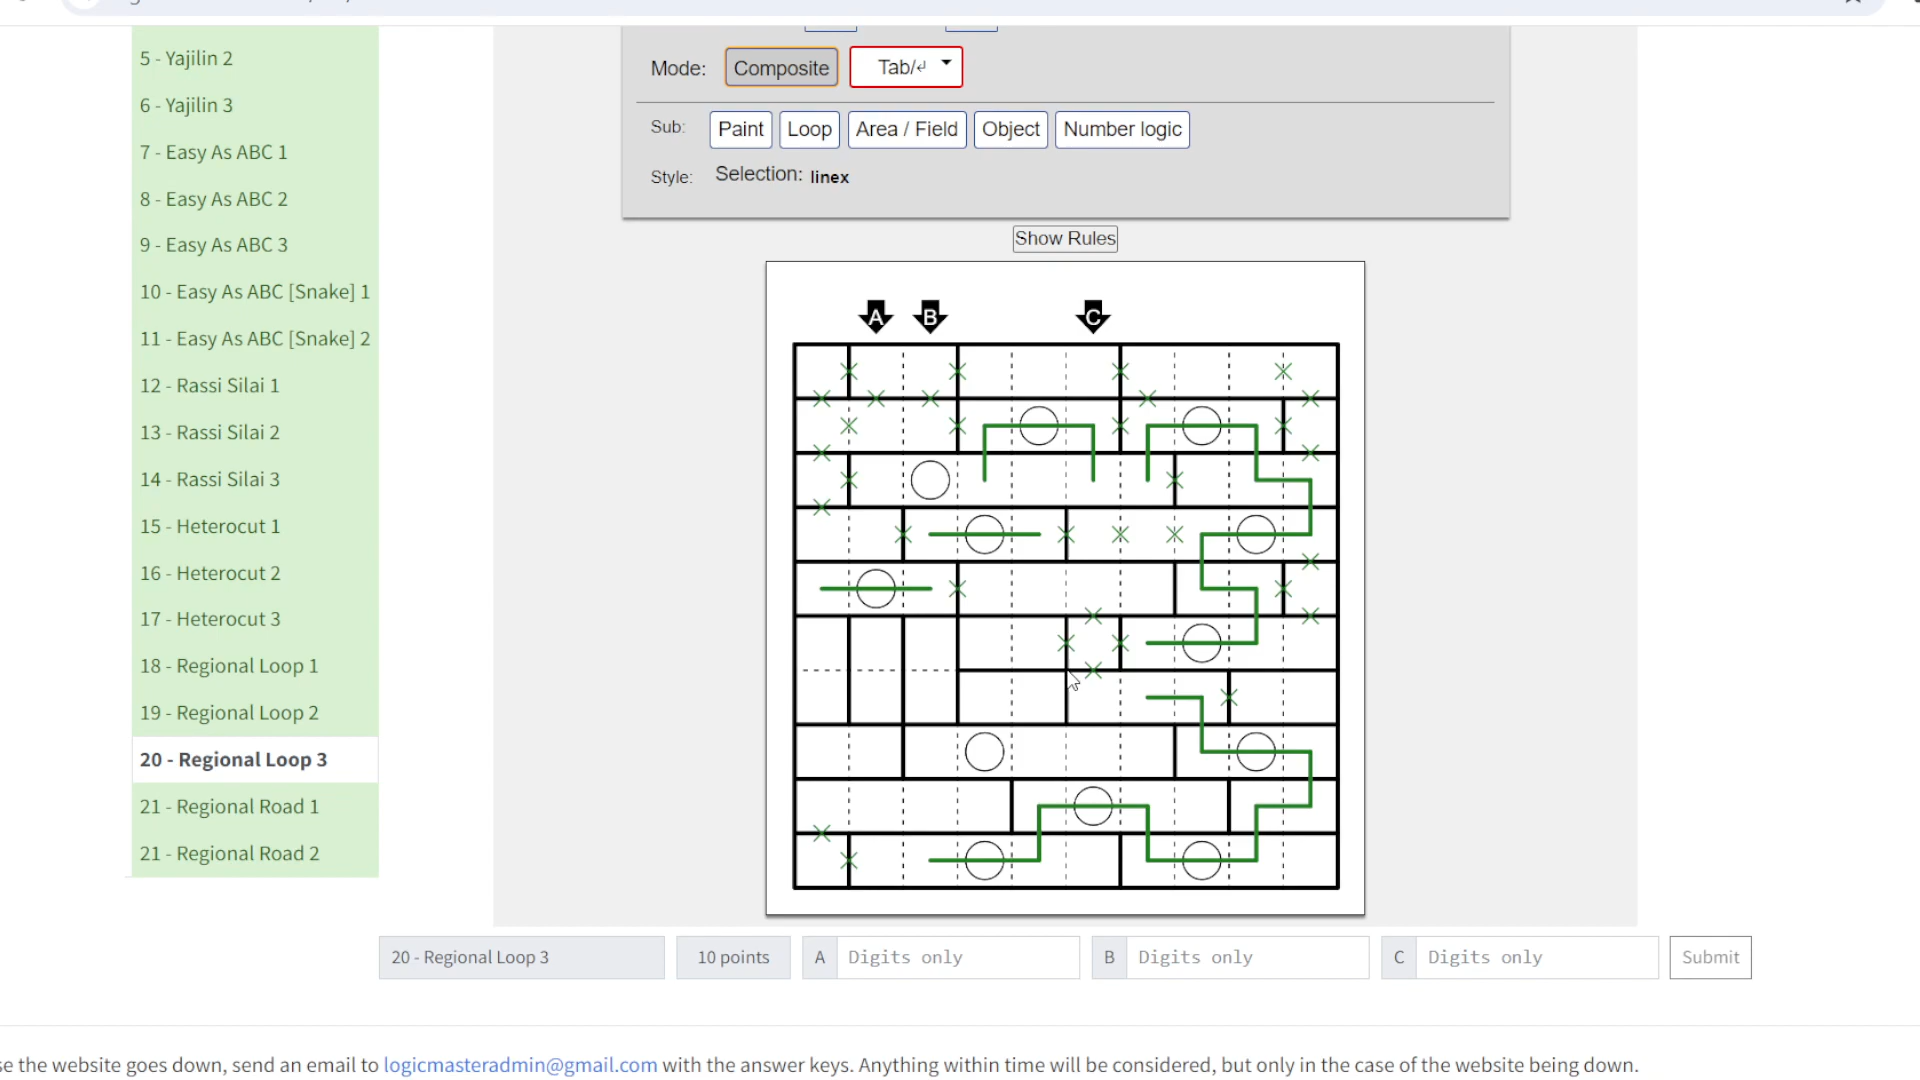 5 - Yajilin 2
6 - Yajilin 3
7 - Easy As ABC 1
8 - Easy As ABC 2
9 - Easy As ABC 3
10 - Easy As ABC [Snake] 1
11 - Easy As ABC [Snake] 2
12 - Rassi Silai 1
13 - Rassi Silai 2
14 - Rassi Silai 3
15 - Heterocut 1
16 - Heterocut 2
17 - Heterocut 3
18 - Regional Loop 1
19 - Regional Loop 2
20 - Regional Loop 3
21 - Regional Road 1
21 - Regional Road 2
Mode: Composite Tab/↵
Sub: Paint Loop Area / Field Object Number logic
Style: Selection: linex
Show Rules
A B C
20 - Regional Loop 3 10 points A Digits only B Digits only C Digits only Submit
se the website goes down, send an email to logicmasteradmin@gmail.com with the answer keys. Anything within time will be considered, but only in the case of the website being down.